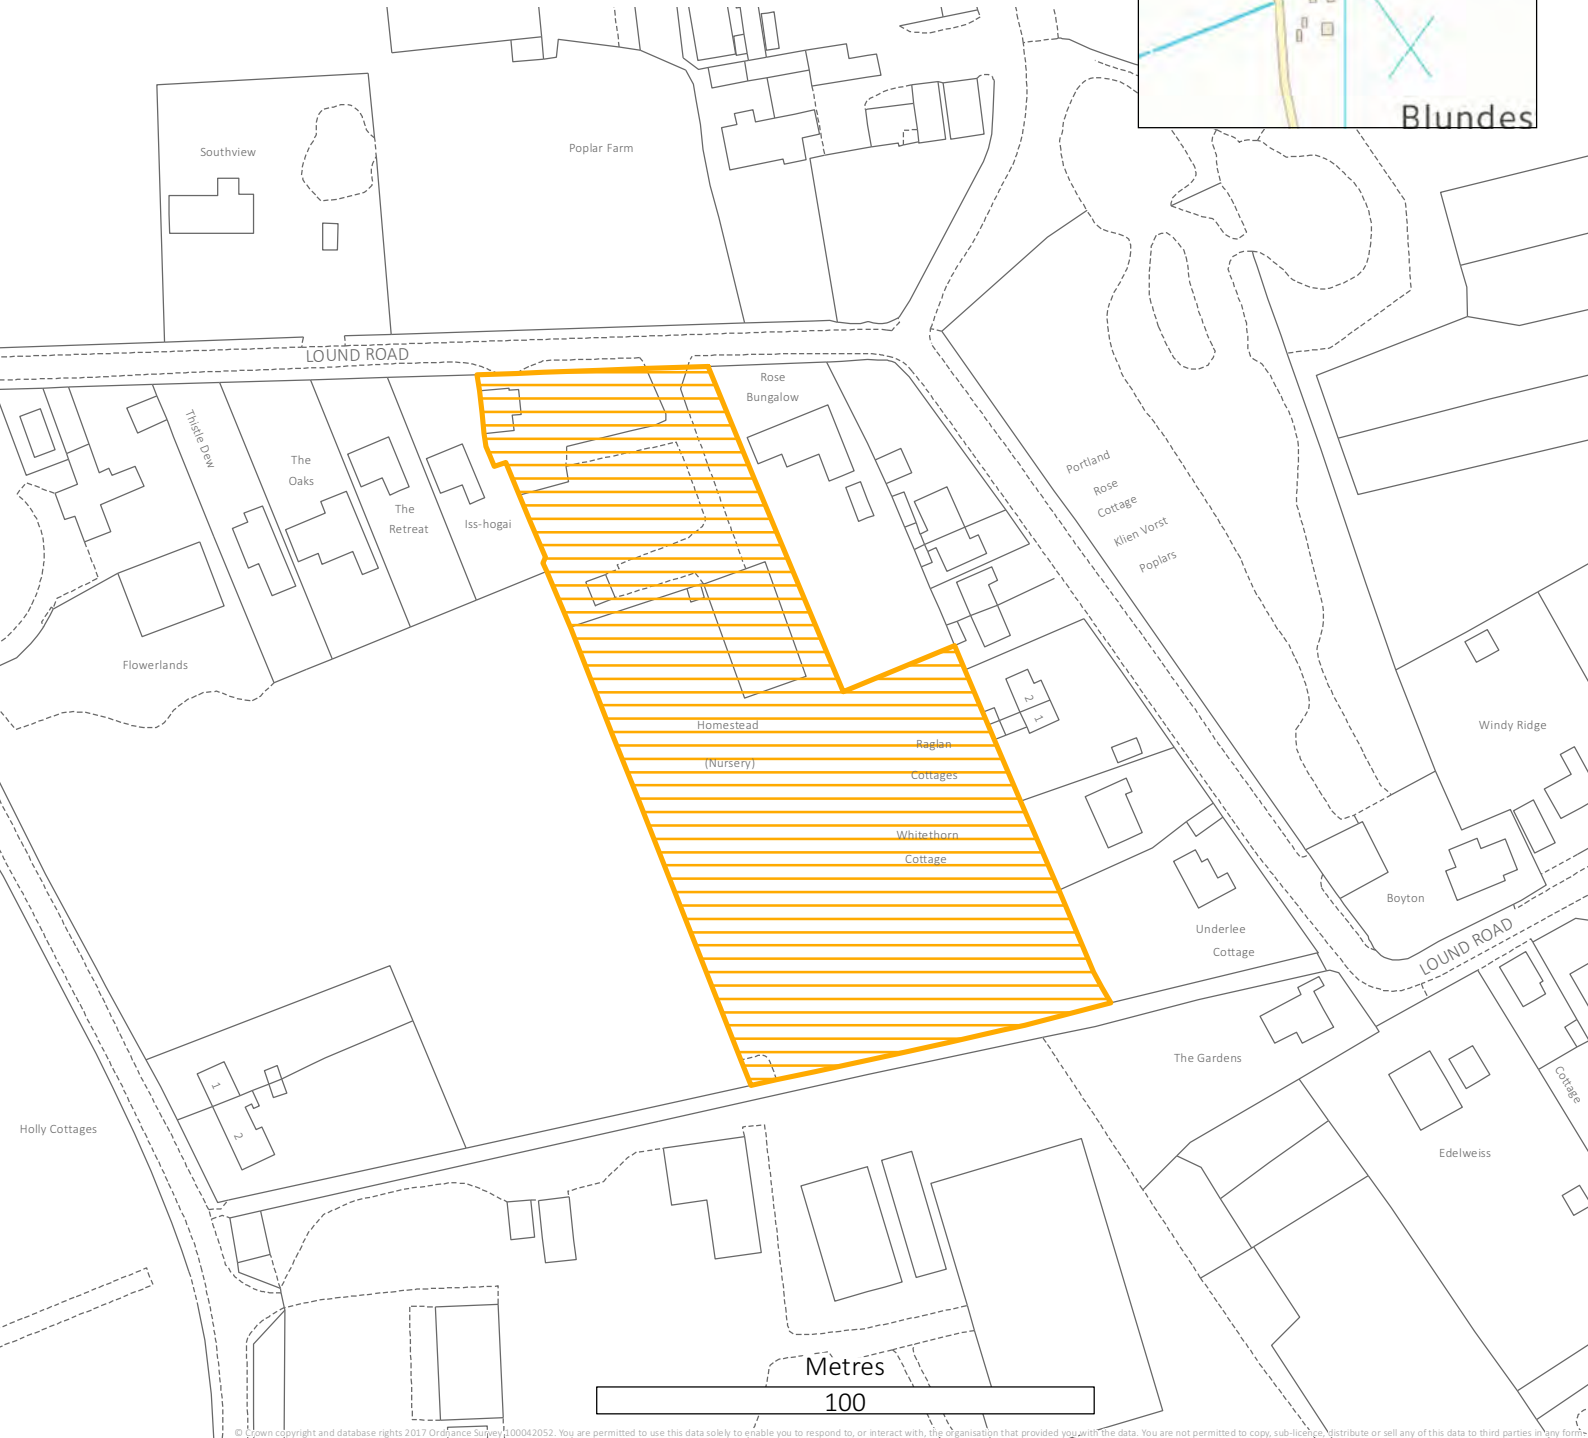 Blundes
Southview
Poplar Farm
LOUND ROAD
Rose
Bungalow
Thistle Dew
The
Oaks
The
Retreat
Iss-hogai
Portland
Rose
Cottage
Klien Vorst
Poplars
Flowerlands
Homestead
(Nursery)
2
1
Raglan
Cottages
Whitethorn
Cottage
Windy Ridge
Boyton
Underlee
Cottage
LOUND ROAD
The Gardens
Cottage
Edelweiss
1
2
Holly Cottages
Metres
100
© Crown copyright and database rights 2017 Ordnance Survey 100042052. You are permitted to use this data solely to enable you to respond to, or interact with, the organisation that provided you with the data. You are not permitted to copy, sub-licence, distribute or sell any of this data to third parties in any form